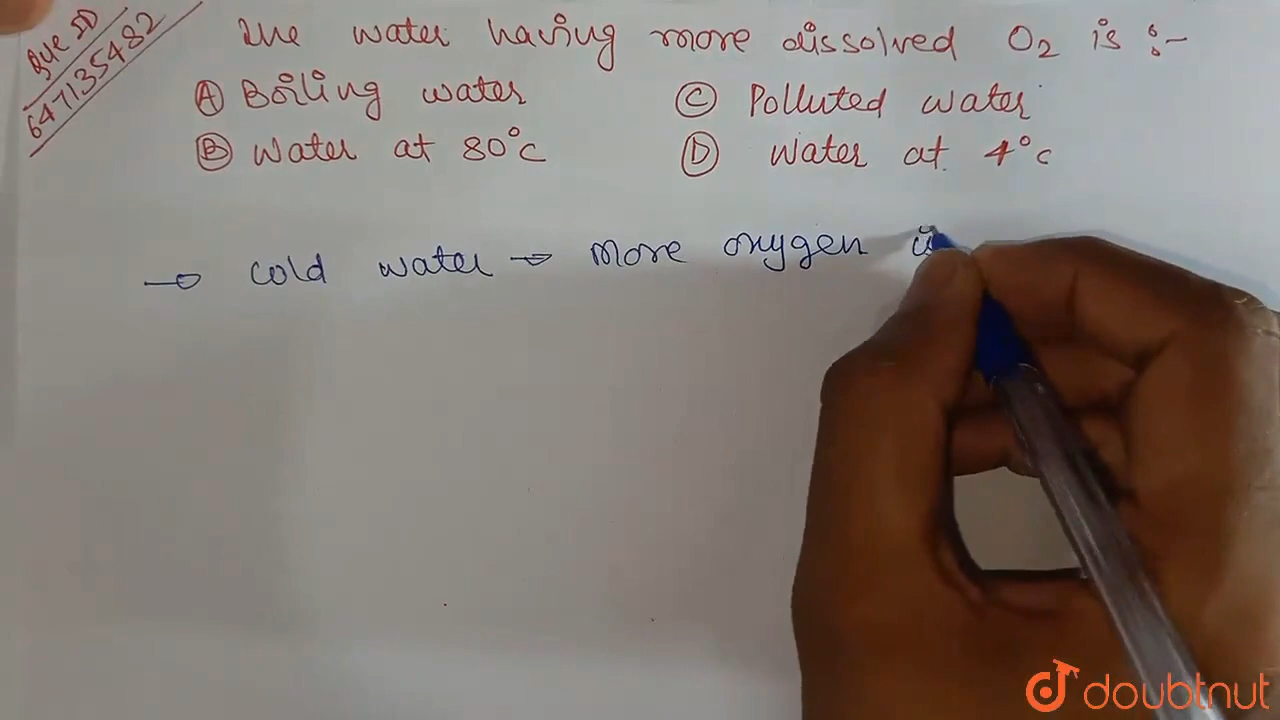 Que ID
647135482
The water having more dissolved O2 is :-
(A) Boiling water
(C) Polluted water
(B) Water at 80°C
(D) Water at 4°C
→ cold water → More oxygen is
doubtnut